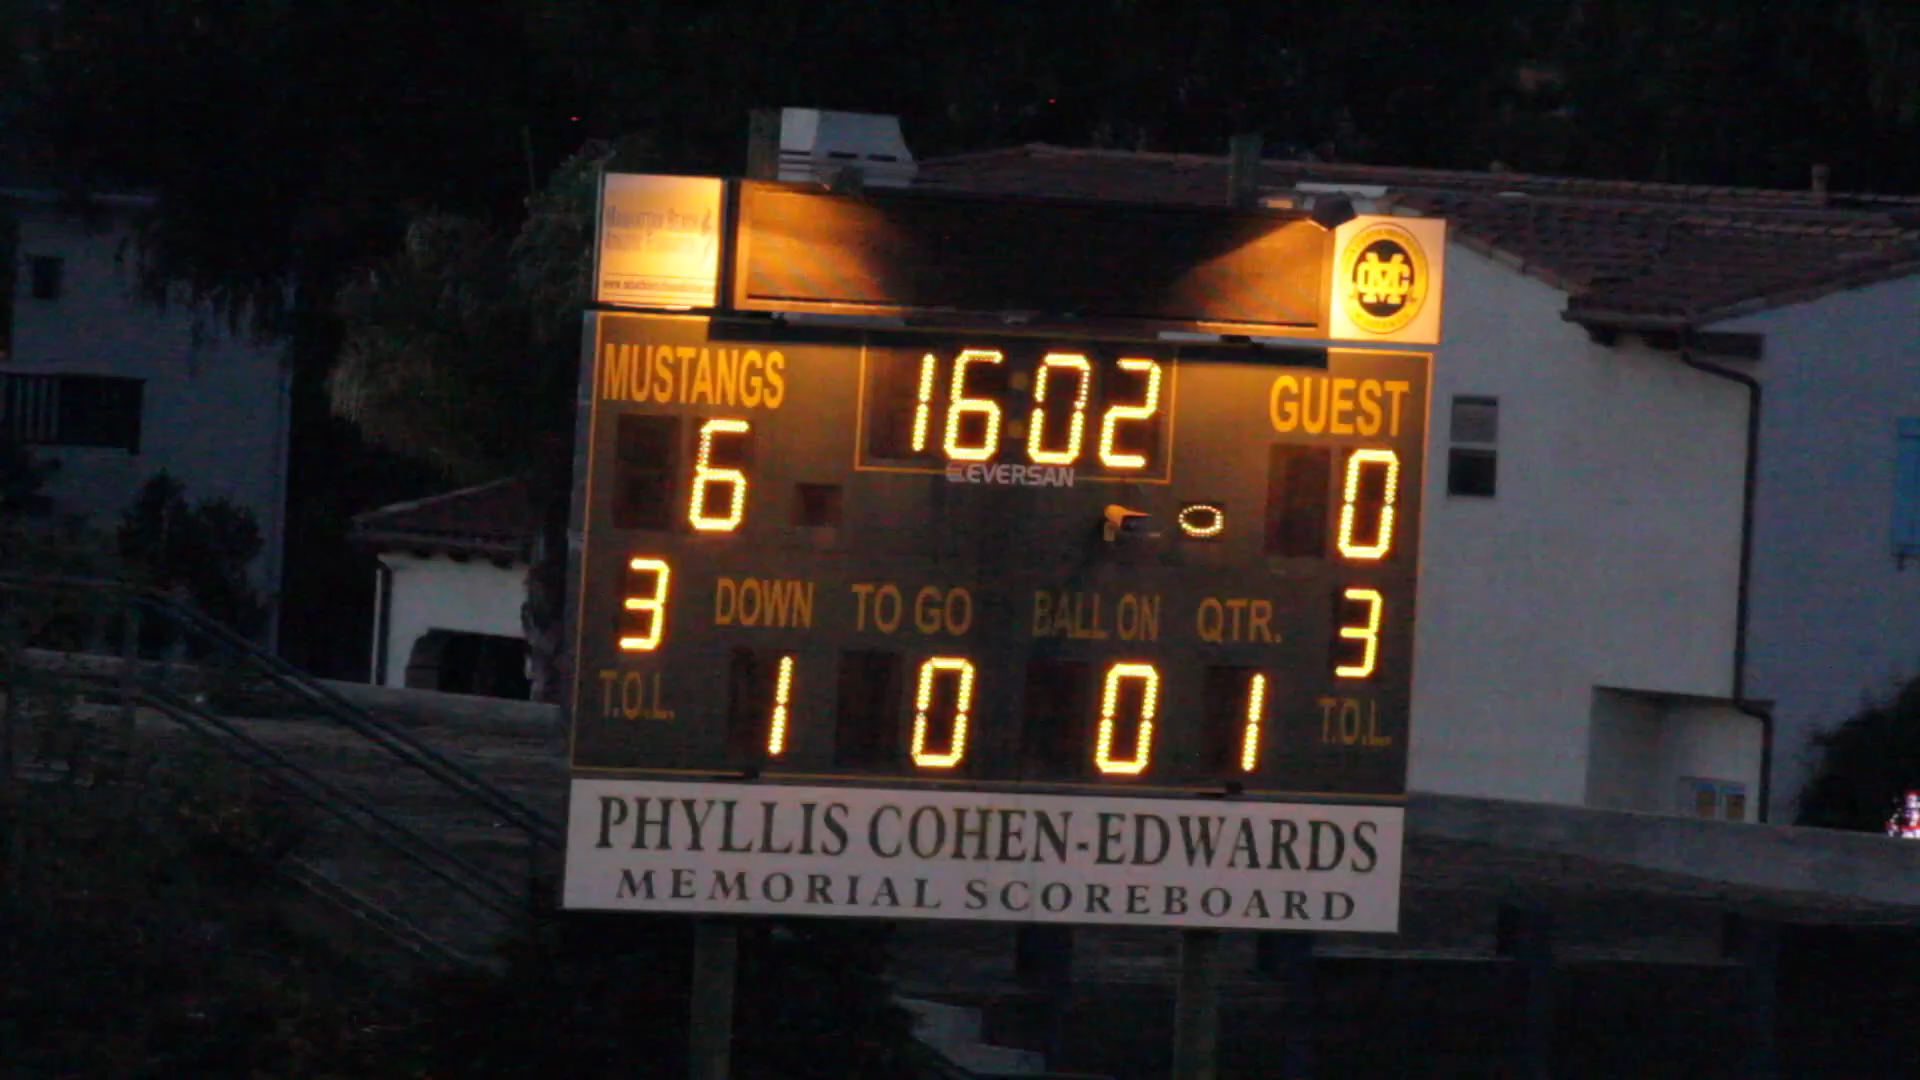 MUSTANGS 16:02 GUEST
EVERSAN
6 0
3 DOWN TO GO BALL ON QTR. 3
T.O.L. 1 0 0 1 T.O.L.
PHYLLIS COHEN-EDWARDS
MEMORIAL SCOREBOARD